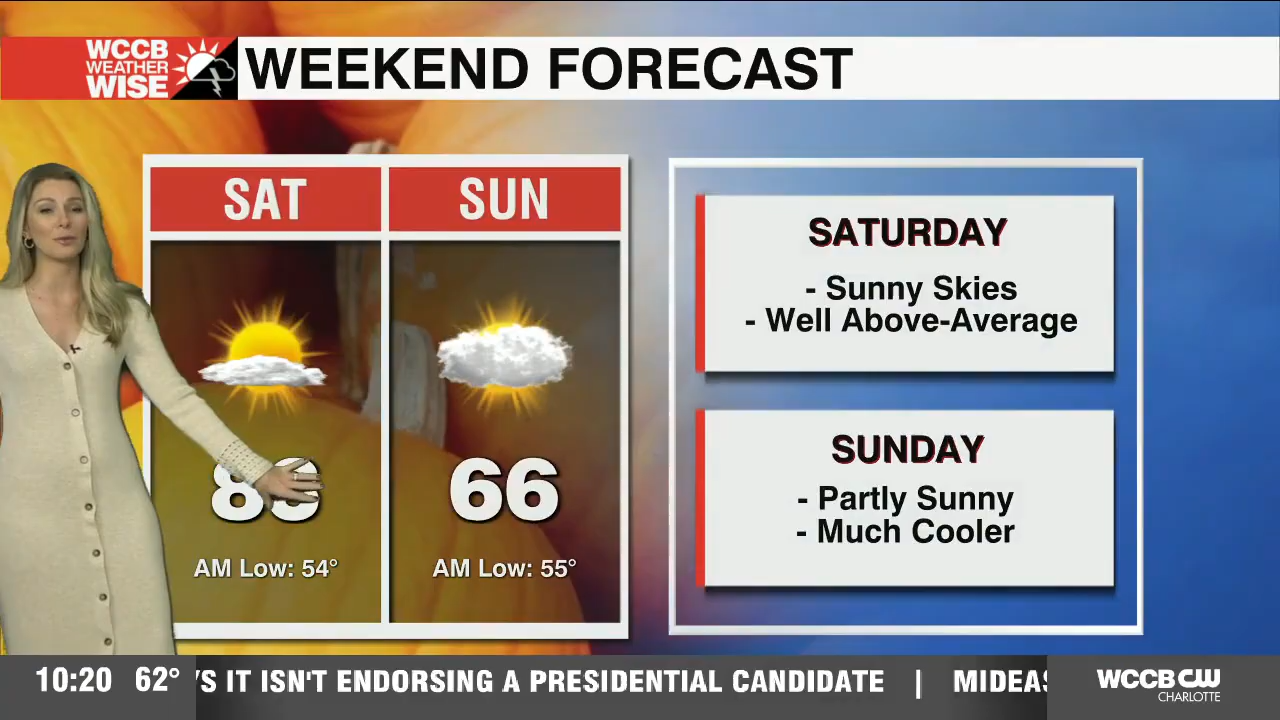 WCCB
WEATHER
WISE
WEEKEND FORECAST
SAT
SUN
66
AM Low: 54°
AM Low: 55°
SATURDAY
- Sunny Skies
- Well Above-Average
SUNDAY
- Partly Sunny
- Much Cooler
10:20 62° 'S IT ISN'T ENDORSING A PRESIDENTIAL CANDIDATE | MIDEAS
WCCB CW
CHARLOTTE